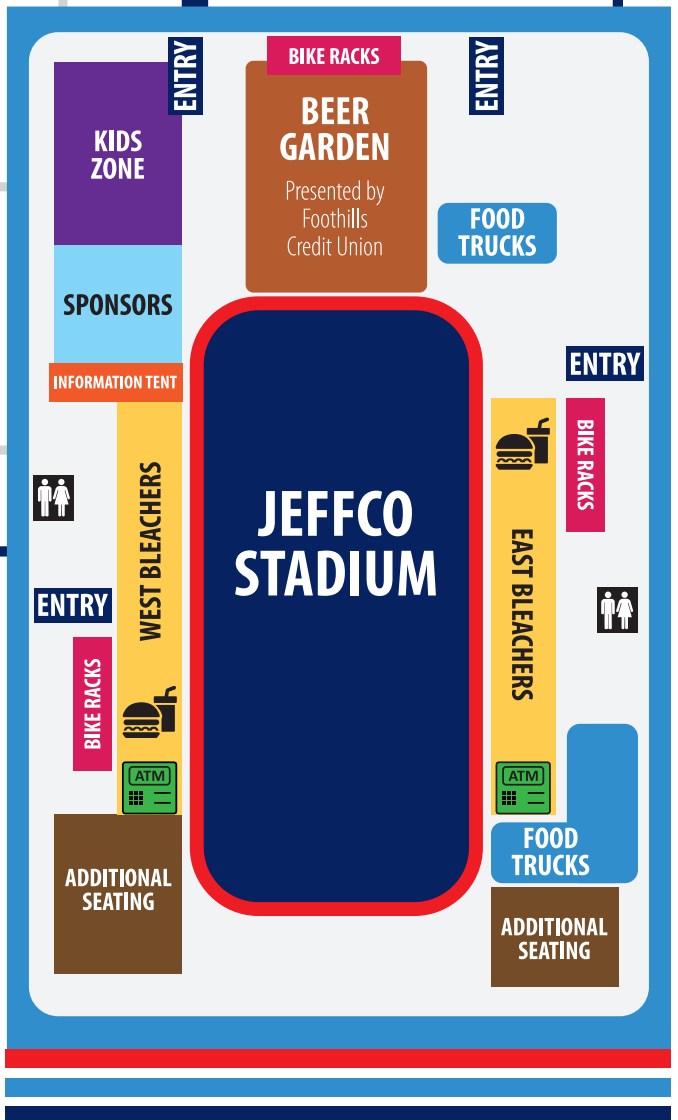 ENTRY
BIKE RACKS
ENTRY
KIDS
ZONE
BEER
GARDEN
Presented by
Foothills
Credit Union
FOOD
TRUCKS
SPONSORS
INFORMATION TENT
ENTRY
BIKE RACKS
WEST BLEACHERS
JEFFCO
STADIUM
EAST BLEACHERS
ENTRY
BIKE RACKS
ATM
ATM
FOOD
TRUCKS
ADDITIONAL
SEATING
ADDITIONAL
SEATING